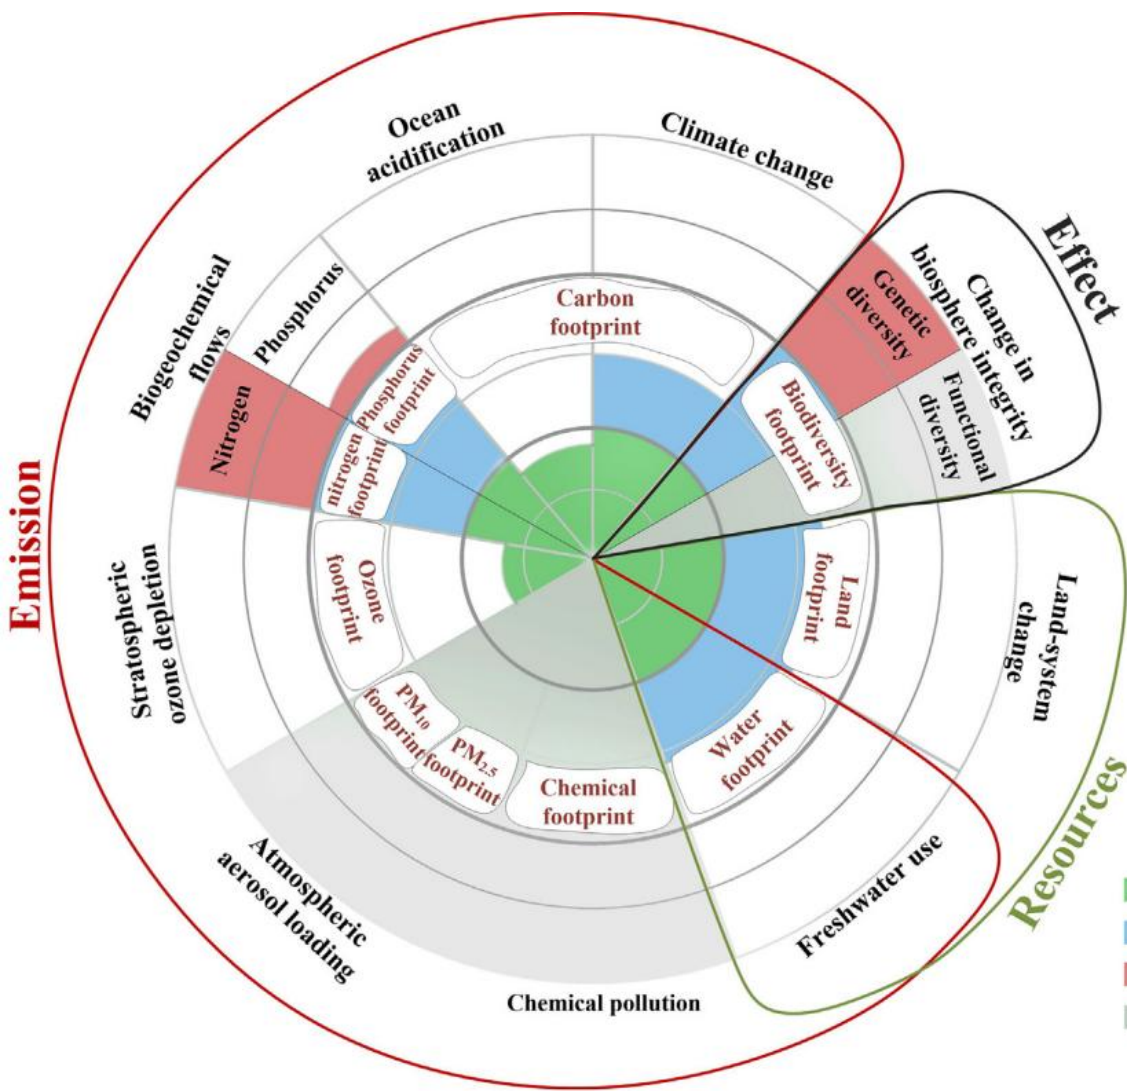 Ocean
acidification
Climate change
Effect
Change in
biosphere integrity
Genetic
diversity
Functional
diversity
Biogeochemical
flows
Phosphorus
Nitrogen
Carbon
footprint
Phosphorus
footprint
nitrogen
footprint
Biodiversity
footprint
Emission
Ozone
footprint
Land
footprint
Stratospheric
ozone depletion
Land-system
change
PM₁₀
footprint
PM₂.₅
footprint
Chemical
footprint
Water
footprint
Resources
Atmospheric
aerosol loading
Freshwater use
Chemical pollution